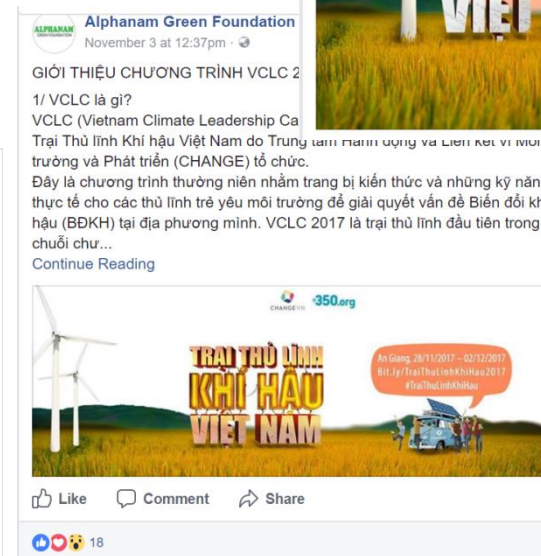 VIỆT
ALPHANAM
GREEN FOUNDATION
Alphanam Green Foundation
November 3 at 12:37pm ·
GIỚI THIỆU CHƯƠNG TRÌNH VCLC 2
1/ VCLC là gì?
VCLC (Vietnam Climate Leadership Ca
Trại Thủ lĩnh Khí hậu Việt Nam do Trung tâm Hành động và Liên kết vì Môi
trường và Phát triển (CHANGE) tổ chức.
Đây là chương trình thường niên nhằm trang bị kiến thức và những kỹ năn
thực tế cho các thủ lĩnh trẻ yêu môi trường để giải quyết vấn đề Biến đổi kh
hậu (BĐKH) tại địa phương mình. VCLC 2017 là trại thủ lĩnh đầu tiên trong
chuỗi chư...
Continue Reading
CHANGEVN 350.org
TRẠI THỦ LĨNH
KHÍ HẬU
VIỆT NAM
An Giang, 28/11/2017 – 02/12/2017
Bit.ly/TraiThuLinhKhiHau2017
#TraiThuLinhKhiHau
Like Comment Share
18